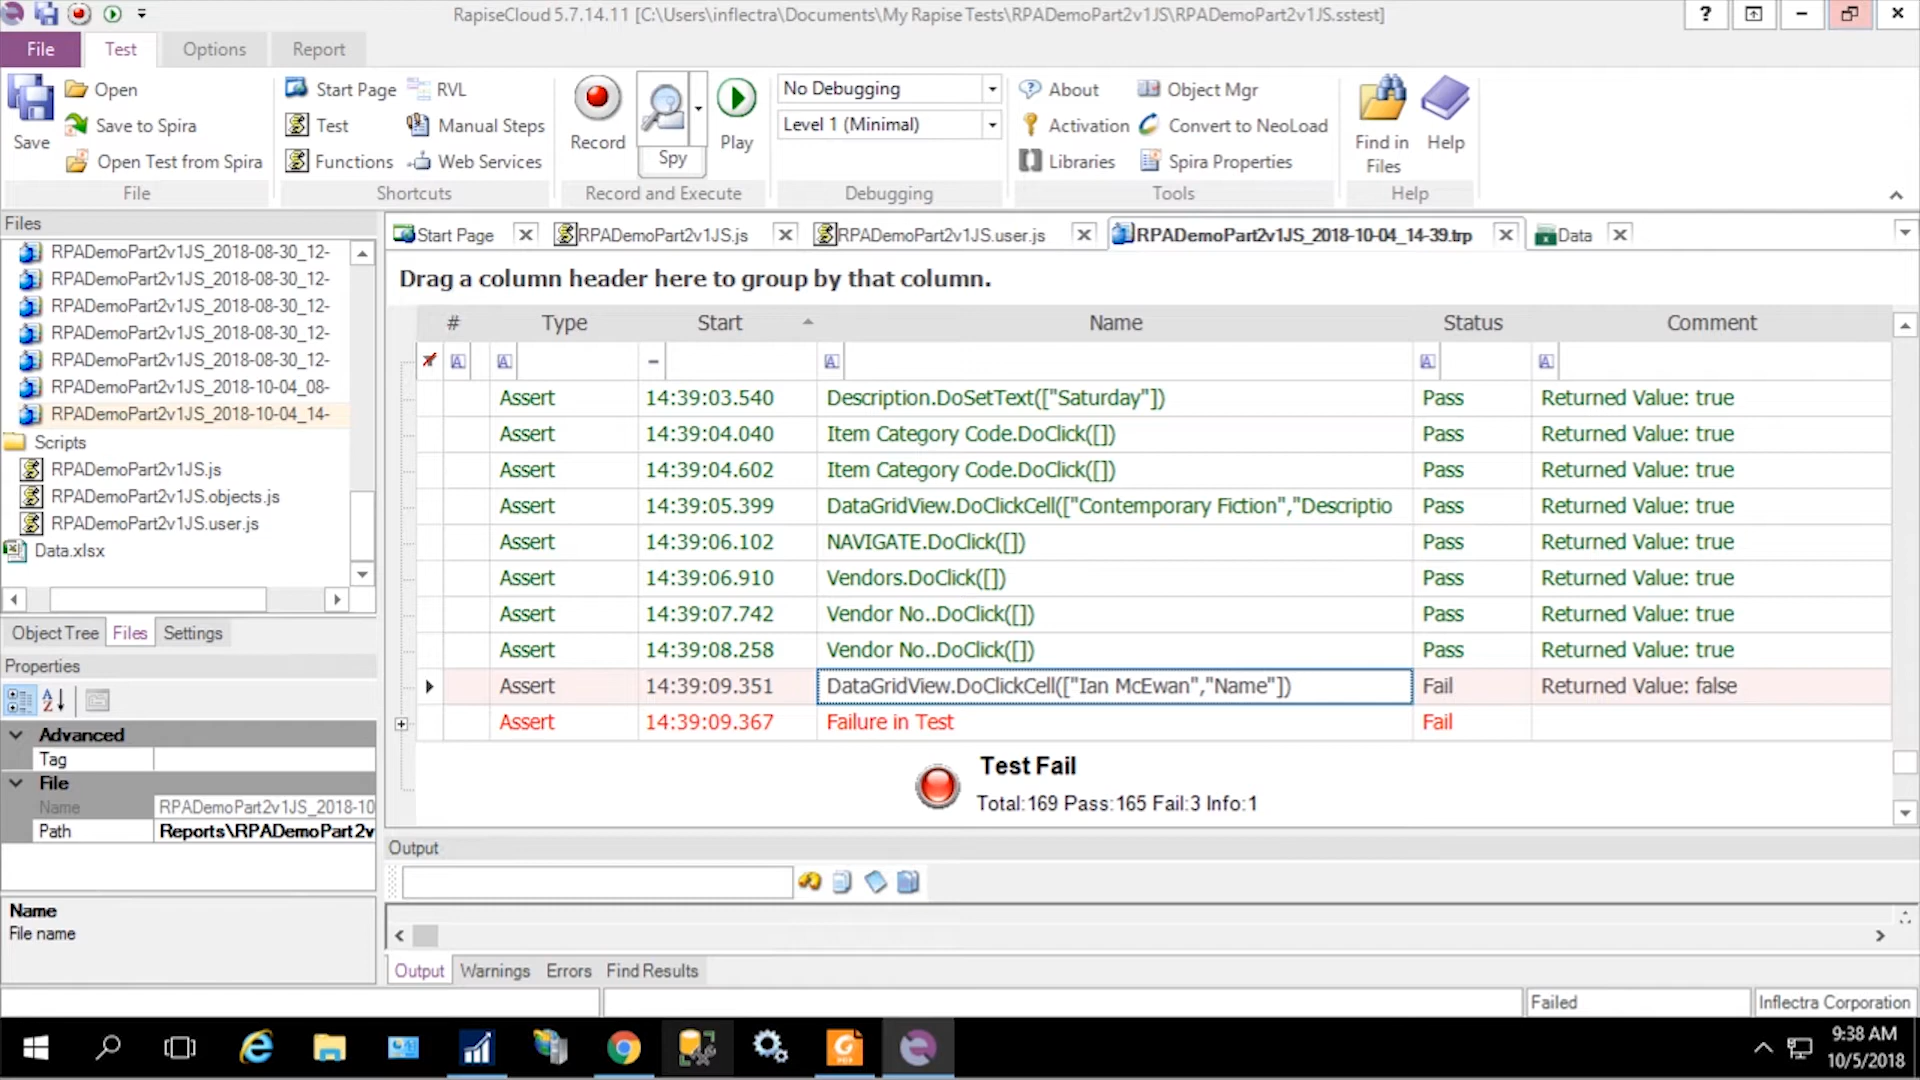 RapiseCloud 5.7.14.11 [C:\Users\inflectra\Documents\My Rapise Tests\RPADemoPart2v1JS\RPADemoPart2v1JS.sstest]
File Test Options Report
Save
Open
Save to Spira
Open Test from Spira
File
Start Page
Test
Functions
RVL
Manual Steps
Web Services
Shortcuts
Record
Spy
Play
Record and Execute
No Debugging
Level 1 (Minimal)
Debugging
About
Activation
Libraries
Object Mgr
Convert to NeoLoad
Spira Properties
Tools
Find in
Files
Help
Help
Files
RPADemoPart2v1JS_2018-08-30_12-
RPADemoPart2v1JS_2018-08-30_12-
RPADemoPart2v1JS_2018-08-30_12-
RPADemoPart2v1JS_2018-08-30_12-
RPADemoPart2v1JS_2018-08-30_12-
RPADemoPart2v1JS_2018-10-04_08-
RPADemoPart2v1JS_2018-10-04_14-
Scripts
RPADemoPart2v1JS.js
RPADemoPart2v1JS.objects.js
RPADemoPart2v1JS.user.js
Data.xlsx
Object Tree Files Settings
Properties
Advanced
Tag
File
Name RPADemoPart2v1JS_2018-10
Path Reports\RPADemoPart2v
Name
File name
Start Page RPADemoPart2v1JS.js RPADemoPart2v1JS.user.js RPADemoPart2v1JS_2018-10-04_14-39.trp Data
Drag a column header here to group by that column.
# Type Start Name Status Comment
Assert 14:39:03.540 Description.DoSetText(["Saturday"]) Pass Returned Value: true
Assert 14:39:04.040 Item Category Code.DoClick([]) Pass Returned Value: true
Assert 14:39:04.602 Item Category Code.DoClick([]) Pass Returned Value: true
Assert 14:39:05.399 DataGridView.DoClickCell(["Contemporary Fiction","Descriptio Pass Returned Value: true
Assert 14:39:06.102 NAVIGATE.DoClick([]) Pass Returned Value: true
Assert 14:39:06.910 Vendors.DoClick([]) Pass Returned Value: true
Assert 14:39:07.742 Vendor No..DoClick([]) Pass Returned Value: true
Assert 14:39:08.258 Vendor No..DoClick([]) Pass Returned Value: true
Assert 14:39:09.351 DataGridView.DoClickCell(["Ian McEwan","Name"]) Fail Returned Value: false
Assert 14:39:09.367 Failure in Test Fail
Test Fail
Total:169 Pass:165 Fail:3 Info:1
Output
Output Warnings Errors Find Results
Failed Inflectra Corporation
9:38 AM
10/5/2018